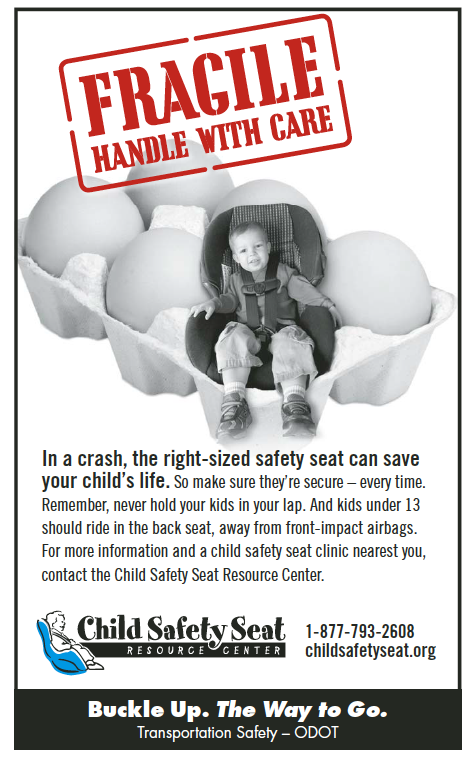 FRAGILE
HANDLE WITH CARE
In a crash, the right-sized safety seat can save
your child's life. So make sure they're secure – every time.
Remember, never hold your kids in your lap. And kids under 13
should ride in the back seat, away from front-impact airbags.
For more information and a child safety seat clinic nearest you,
contact the Child Safety Seat Resource Center.
Child Safety Seat
RESOURCE CENTER
1-877-793-2608
childsafetyseat.org
Buckle Up. The Way to Go.
Transportation Safety – ODOT